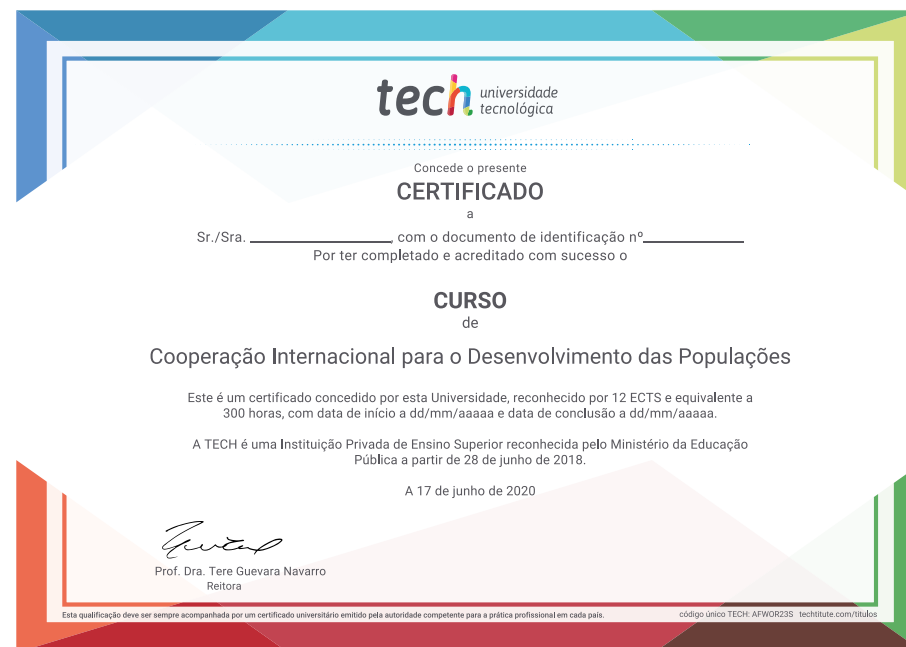 tech universidade
tecnológica
Concede o presente
CERTIFICADO
a
Sr./Sra. ____________________, com o documento de identificação nº______________
Por ter completado e acreditado com sucesso o
CURSO
de
Cooperação Internacional para o Desenvolvimento das Populações
Este é um certificado concedido por esta Universidade, reconhecido por 12 ECTS e equivalente a
300 horas, com data de início a dd/mm/aaaaa e data de conclusão a dd/mm/aaaaa.
A TECH é uma Instituição Privada de Ensino Superior reconhecida pelo Ministério da Educação
Pública a partir de 28 de junho de 2018.
A 17 de junho de 2020
Prof. Dra. Tere Guevara Navarro
Reitora
Esta qualificação deve ser sempre acompanhada por um certificado universitário emitido pela autoridade competente para a prática profissional em cada país. código único TECH: AFWOR23S techtitute.com/titulos